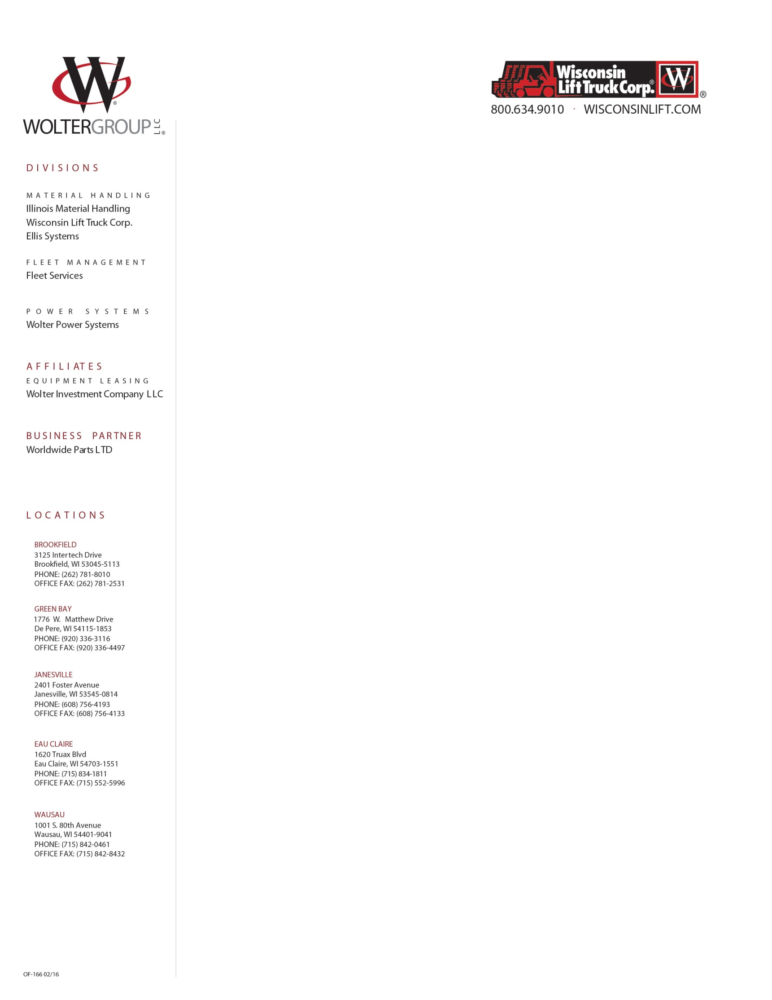 W
®
WOLTERGROUP LLC®
Wisconsin
Lift Truck Corp.®
W
®
800.634.9010 · WISCONSINLIFT.COM
DIVISIONS
MATERIAL HANDLING
Illinois Material Handling
Wisconsin Lift Truck Corp.
Ellis Systems
FLEET MANAGEMENT
Fleet Services
POWER SYSTEMS
Wolter Power Systems
AFFILIATES
EQUIPMENT LEASING
Wolter Investment Company LLC
BUSINESS PARTNER
Worldwide Parts LTD
LOCATIONS
BROOKFIELD
3125 Intertech Drive
Brookfield, WI 53045-5113
PHONE: (262) 781-8010
OFFICE FAX: (262) 781-2531
GREEN BAY
1776 W. Matthew Drive
De Pere, WI 54115-1853
PHONE: (920) 336-3116
OFFICE FAX: (920) 336-4497
JANESVILLE
2401 Foster Avenue
Janesville, WI 53545-0814
PHONE: (608) 756-4193
OFFICE FAX: (608) 756-4133
EAU CLAIRE
1620 Truax Blvd
Eau Claire, WI 54703-1551
PHONE: (715) 834-1811
OFFICE FAX: (715) 552-5996
WAUSAU
1001 S. 80th Avenue
Wausau, WI 54401-9041
PHONE: (715) 842-0461
OFFICE FAX: (715) 842-8432
OF-166 02/16